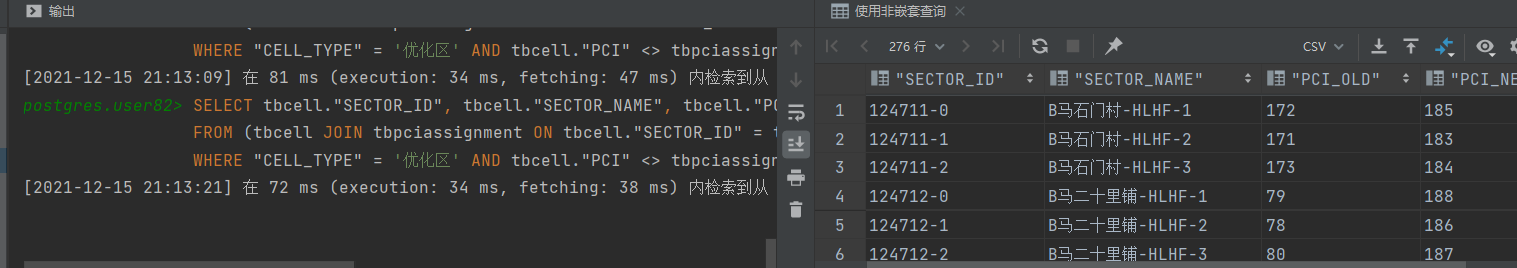 输出
WHERE "CELL_TYPE" = '优化区' AND tbcell."PCI" <> tbpciassign
[2021-12-15 21:13:09] 在 81 ms (execution: 34 ms, fetching: 47 ms) 内检索到从
postgres.user82> SELECT tbcell."SECTOR_ID", tbcell."SECTOR_NAME", tbcell."PC
FROM (tbcell JOIN tbpciassignment ON tbcell."SECTOR_ID" = t
WHERE "CELL_TYPE" = '优化区' AND tbcell."PCI" <> tbpciassign
[2021-12-15 21:13:21] 在 72 ms (execution: 34 ms, fetching: 38 ms) 内检索到从
使用非嵌套查询
276 行 CSV
"SECTOR_ID" "SECTOR_NAME" "PCI_OLD" "PCI_NE
1 124711-0 B马石门村-HLHF-1 172 185
2 124711-1 B马石门村-HLHF-2 171 183
3 124711-2 B马石门村-HLHF-3 173 184
4 124712-0 B马二十里铺-HLHF-1 79 188
5 124712-1 B马二十里铺-HLHF-2 78 186
6 124712-2 B马二十里铺-HLHF-3 80 187